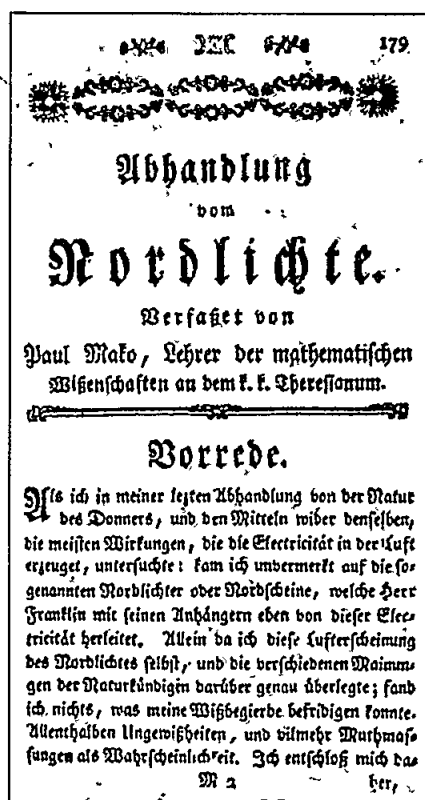 179
Abhandlung
vom
Nordlichte.
Verfaßet von
Paul Mako, Lehrer der mathematischen
Wißenschaften an dem k. k. Theresianum.
Vorrede.
Als ich in meiner lezten Abhandlung von der Natur
des Donners, und den Mitteln wider denselben,
die meisten Wirkungen, die die Electricität in der Luft
erzeuget, untersuchte: kam ich unvermerkt auf die so-
genannten Nordlichter oder Nordscheine, welche Herr
Franklin mit seinen Anhängern eben von dieser Elec-
tricität herleitet. Allein da ich diese Lufterscheinung
des Nordlichtes selbst, und die verschiedenen Mainun-
gen der Naturkündigin darüber genau überlegte; fand
ich nichts, was meine Wißbegierde befridigen konnte.
Allenthalben Ungewißheiten, und vilmehr Muthmas-
sungen als Wahrscheinlichkeit. Ich entschloß mich da-
M 2 her,